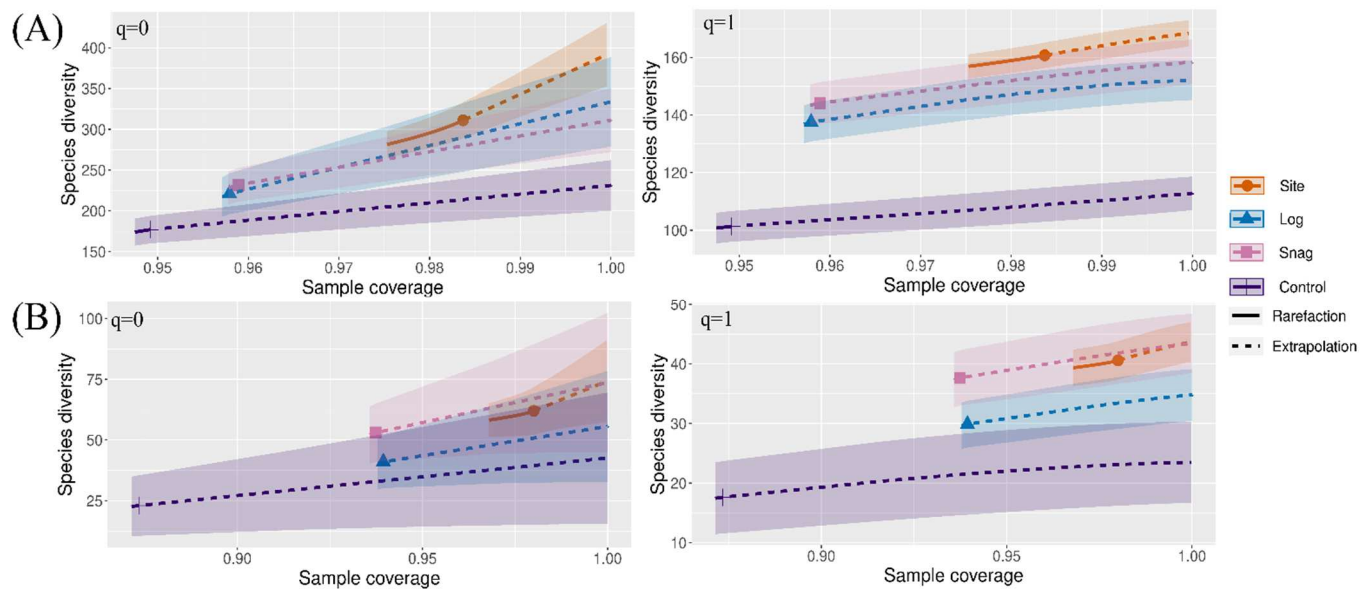 (A)
q=0
Species diversity
400
350
300
250
200
150
0.95 0.96 0.97 0.98 0.99 1.00
Sample coverage
q=1
Species diversity
160
140
120
100
0.95 0.96 0.97 0.98 0.99 1.00
Sample coverage
(B)
q=0
Species diversity
100
75
50
25
0.90 0.95 1.00
Sample coverage
q=1
Species diversity
50
40
30
20
10
0.90 0.95 1.00
Sample coverage
Site
Log
Snag
Control
Rarefaction
Extrapolation